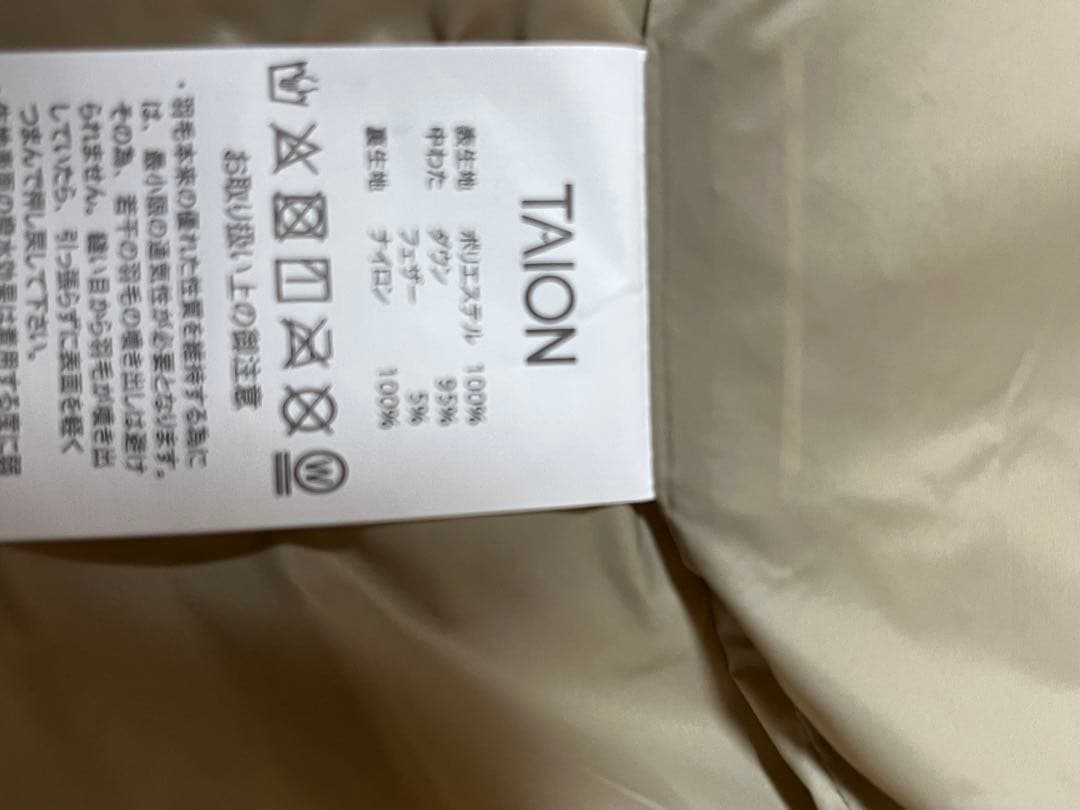 TAION
表生地 ポリエステル 100%
中わた ダウン 95%
フェザー 5%
裏生地 ナイロン 100%
W
お取り扱い上の御注意
・羽毛本来の優れた性質を維持する為に
は、最小限の通気性が必要となります。
その為、若干の羽毛の噴き出しは避け
られません。縫い目から羽毛が噴き出
していたら、引っ張らずに表面を軽く
つまんで押し戻して下さい。